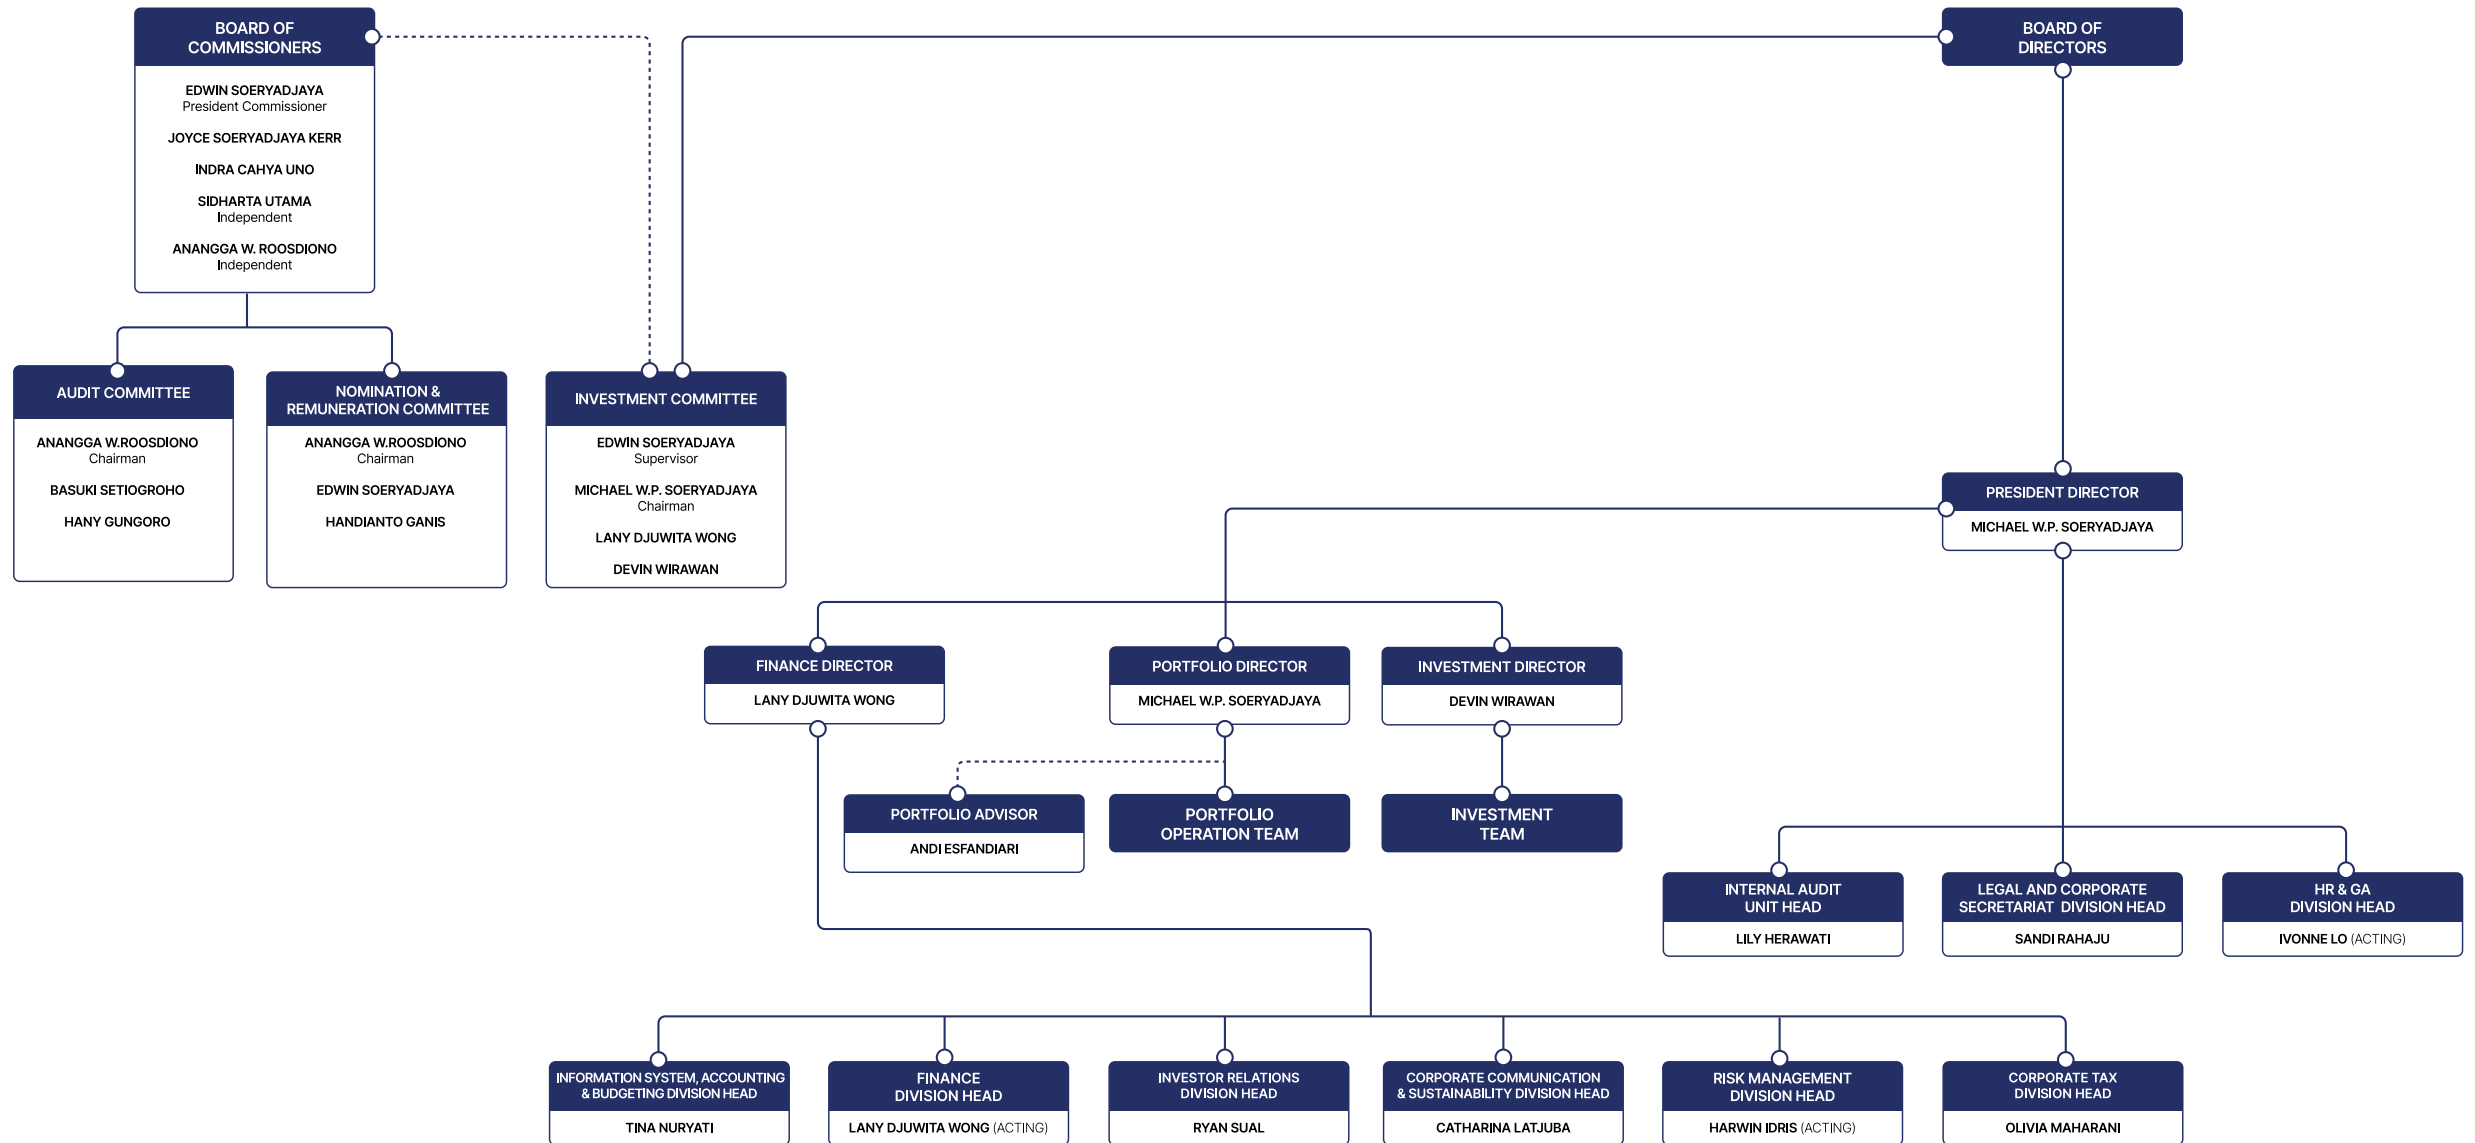 BOARD OF
COMMISSIONERS
EDWIN SOERYADJAYA
President Commissioner
JOYCE SOERYADJAYA KERR
INDRA CAHYA UNO
SIDHARTA UTAMA
Independent
ANANGGA W. ROOSDIONO
Independent
BOARD OF
DIRECTORS
AUDIT COMMITTEE
ANANGGA W.ROOSDIONO
Chairman
BASUKI SETIOGROHO
HANY GUNGORO
NOMINATION &
REMUNERATION COMMITTEE
ANANGGA W.ROOSDIONO
Chairman
EDWIN SOERYADJAYA
HANDIANTO GANIS
INVESTMENT COMMITTEE
EDWIN SOERYADJAYA
Supervisor
MICHAEL W.P. SOERYADJAYA
Chairman
LANY DJUWITA WONG
DEVIN WIRAWAN
PRESIDENT DIRECTOR
MICHAEL W.P. SOERYADJAYA
FINANCE DIRECTOR
LANY DJUWITA WONG
PORTFOLIO DIRECTOR
MICHAEL W.P. SOERYADJAYA
INVESTMENT DIRECTOR
DEVIN WIRAWAN
PORTFOLIO ADVISOR
ANDI ESFANDIARI
PORTFOLIO
OPERATION TEAM
INVESTMENT
TEAM
INTERNAL AUDIT
UNIT HEAD
LILY HERAWATI
LEGAL AND CORPORATE
SECRETARIAT DIVISION HEAD
SANDI RAHAJU
HR & GA
DIVISION HEAD
IVONNE LO (ACTING)
INFORMATION SYSTEM, ACCOUNTING
& BUDGETING DIVISION HEAD
TINA NURYATI
FINANCE
DIVISION HEAD
LANY DJUWITA WONG (ACTING)
INVESTOR RELATIONS
DIVISION HEAD
RYAN SUAL
CORPORATE COMMUNICATION
& SUSTAINABILITY DIVISION HEAD
CATHARINA LATJUBA
RISK MANAGEMENT
DIVISION HEAD
HARWIN IDRIS (ACTING)
CORPORATE TAX
DIVISION HEAD
OLIVIA MAHARANI